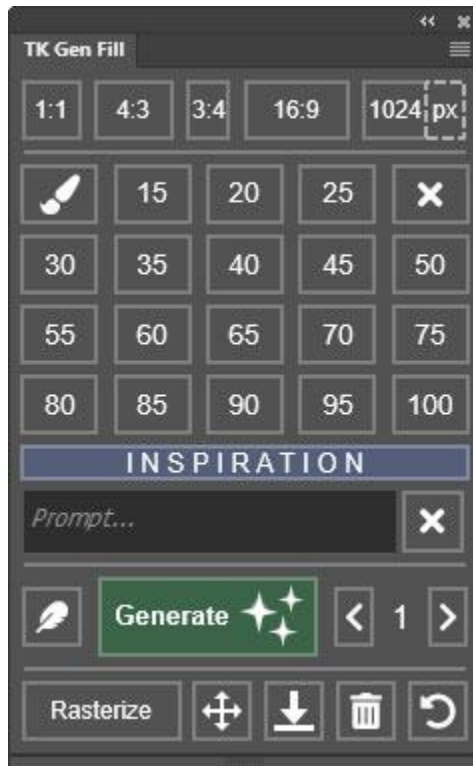 TK Gen Fill
1:1 4:3 3:4 16:9 1024 px
15 20 25
30 35 40 45 50
55 60 65 70 75
80 85 90 95 100
INSPIRATION
Prompt...
Generate 1
Rasterize